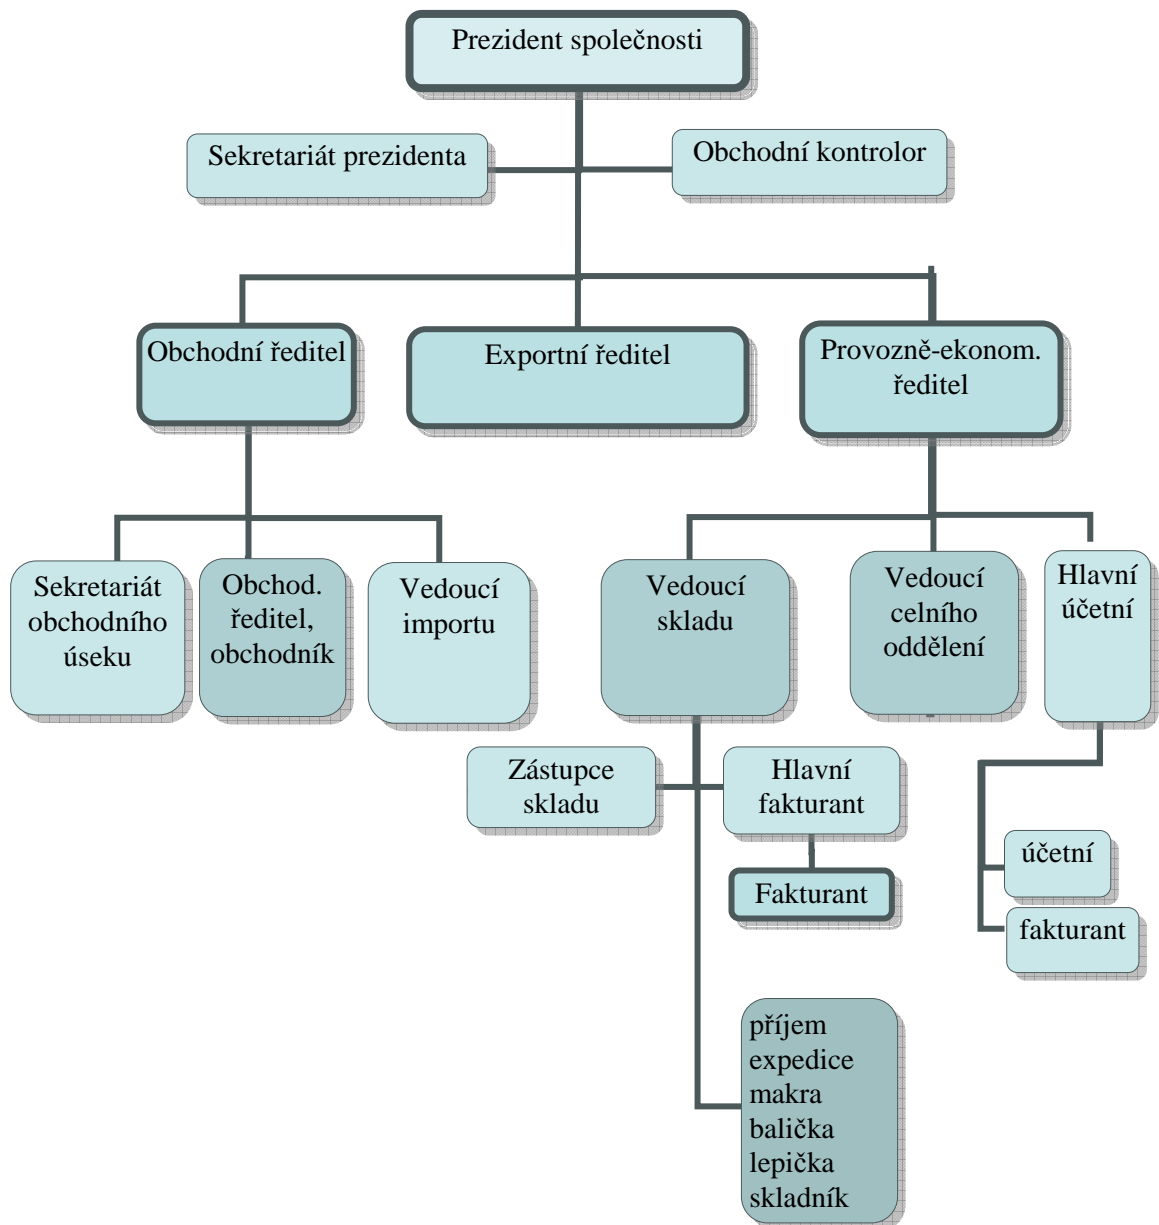 Prezident společnosti
Sekretariát prezidenta
Obchodní kontrolor
Obchodní ředitel
Exportní ředitel
Provozně-ekonom.
ředitel
Sekretariát
obchodního
úseku
Obchod.
ředitel,
obchodník
Vedoucí
importu
Vedoucí
skladu
Vedoucí
celního
oddělení
Hlavní
účetní
Zástupce
skladu
Hlavní
fakturant
Fakturant
účetní
fakturant
příjem
expedice
makra
balička
lepička
skladník